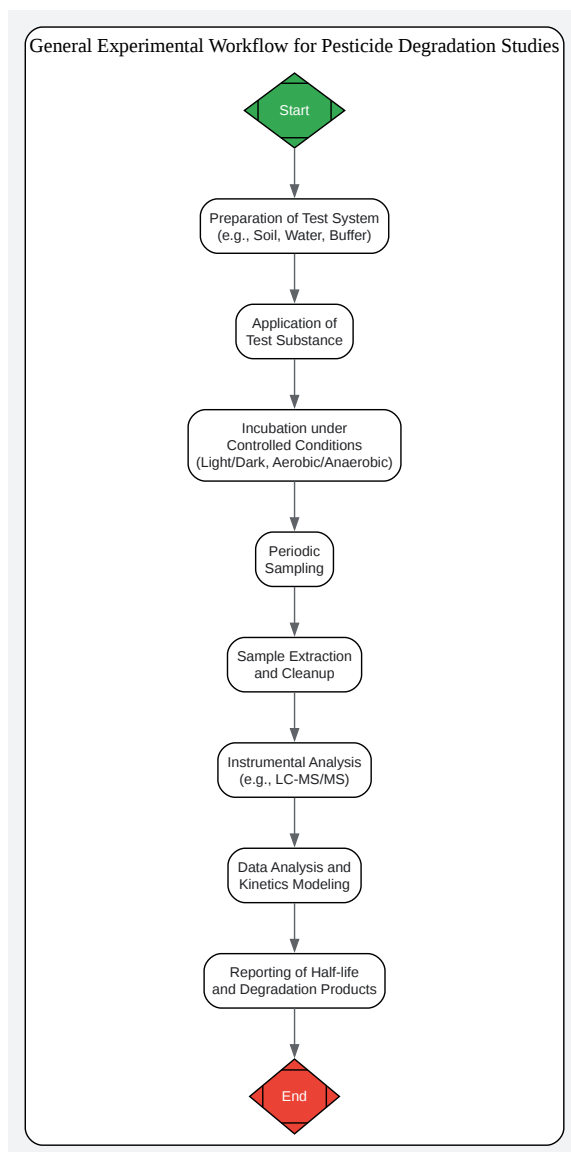 General Experimental Workflow for Pesticide Degradation Studies
Start
Preparation of Test System
(e.g., Soil, Water, Buffer)
Application of
Test Substance
Incubation under
Controlled Conditions
(Light/Dark, Aerobic/Anaerobic)
Periodic
Sampling
Sample Extraction
and Cleanup
Instrumental Analysis
(e.g., LC-MS/MS)
Data Analysis and
Kinetics Modeling
Reporting of Half-life
and Degradation Products
End